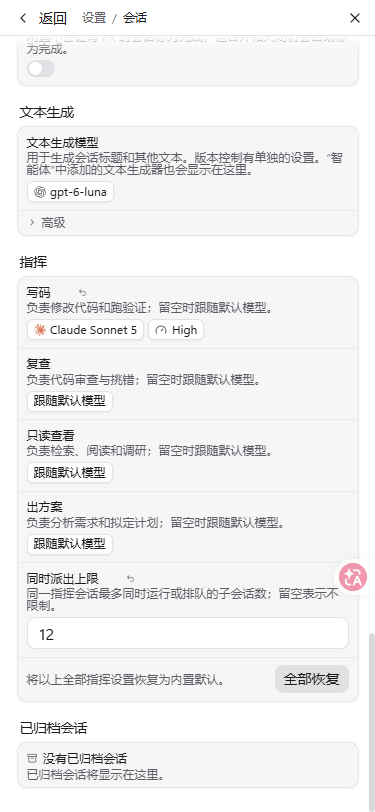 返回 设置 / 会话
为完成。
文本生成
文本生成模型
用于生成会话标题和其他文本。版本控制有单独的设置。“智
能体”中添加的文本生成器也会显示在这里。
gpt-6-luna
高级
指挥
写码
负责修改代码和跑验证；留空时跟随默认模型。
Claude Sonnet 5 High
复查
负责代码审查与挑错；留空时跟随默认模型。
跟随默认模型
只读查看
负责检索、阅读和调研；留空时跟随默认模型。
跟随默认模型
出方案
负责分析需求和拟定计划；留空时跟随默认模型。
跟随默认模型
同时派出上限
同一指挥会话最多同时运行或排队的子会话数；留空表示不
限制。
12
将以上全部指挥设置恢复为内置默认。 全部恢复
已归档会话
没有已归档会话
已归档会话将显示在这里。